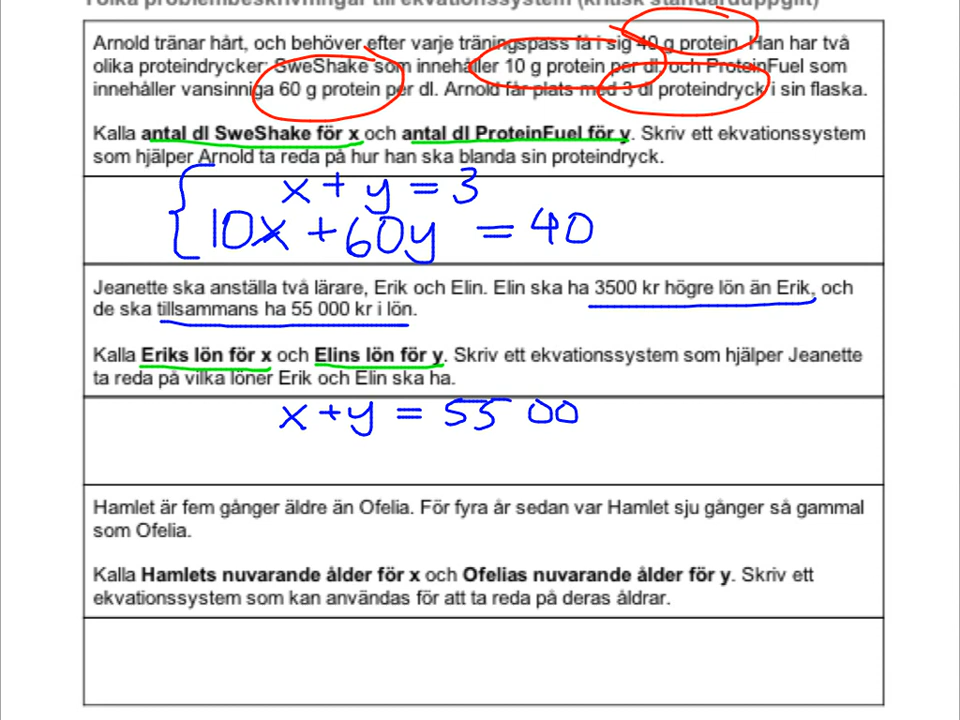 Tolka problembeskrivningar till ekvationssystem (kritisk standarduppgift)
Arnold tränar hårt, och behöver efter varje träningspass få i sig 40 g protein. Han har två
olika proteindrycker: SweShake som innehåller 10 g protein per dl, och ProteinFuel som
innehåller vansinniga 60 g protein per dl. Arnold får plats med 3 dl proteindryck i sin flaska.
Kalla antal dl SweShake för x och antal dl ProteinFuel för y. Skriv ett ekvationssystem
som hjälper Arnold ta reda på hur han ska blanda sin proteindryck.
x + y = 3
10x + 60y = 40
Jeanette ska anställa två lärare, Erik och Elin. Elin ska ha 3500 kr högre lön än Erik, och
de ska tillsammans ha 55 000 kr i lön.
Kalla Eriks lön för x och Elins lön för y. Skriv ett ekvationssystem som hjälper Jeanette
ta reda på vilka löner Erik och Elin ska ha.
x + y = 55 00
Hamlet är fem gånger äldre än Ofelia. För fyra år sedan var Hamlet sju gånger så gammal
som Ofelia.
Kalla Hamlets nuvarande ålder för x och Ofelias nuvarande ålder för y. Skriv ett
ekvationssystem som kan användas för att ta reda på deras åldrar.